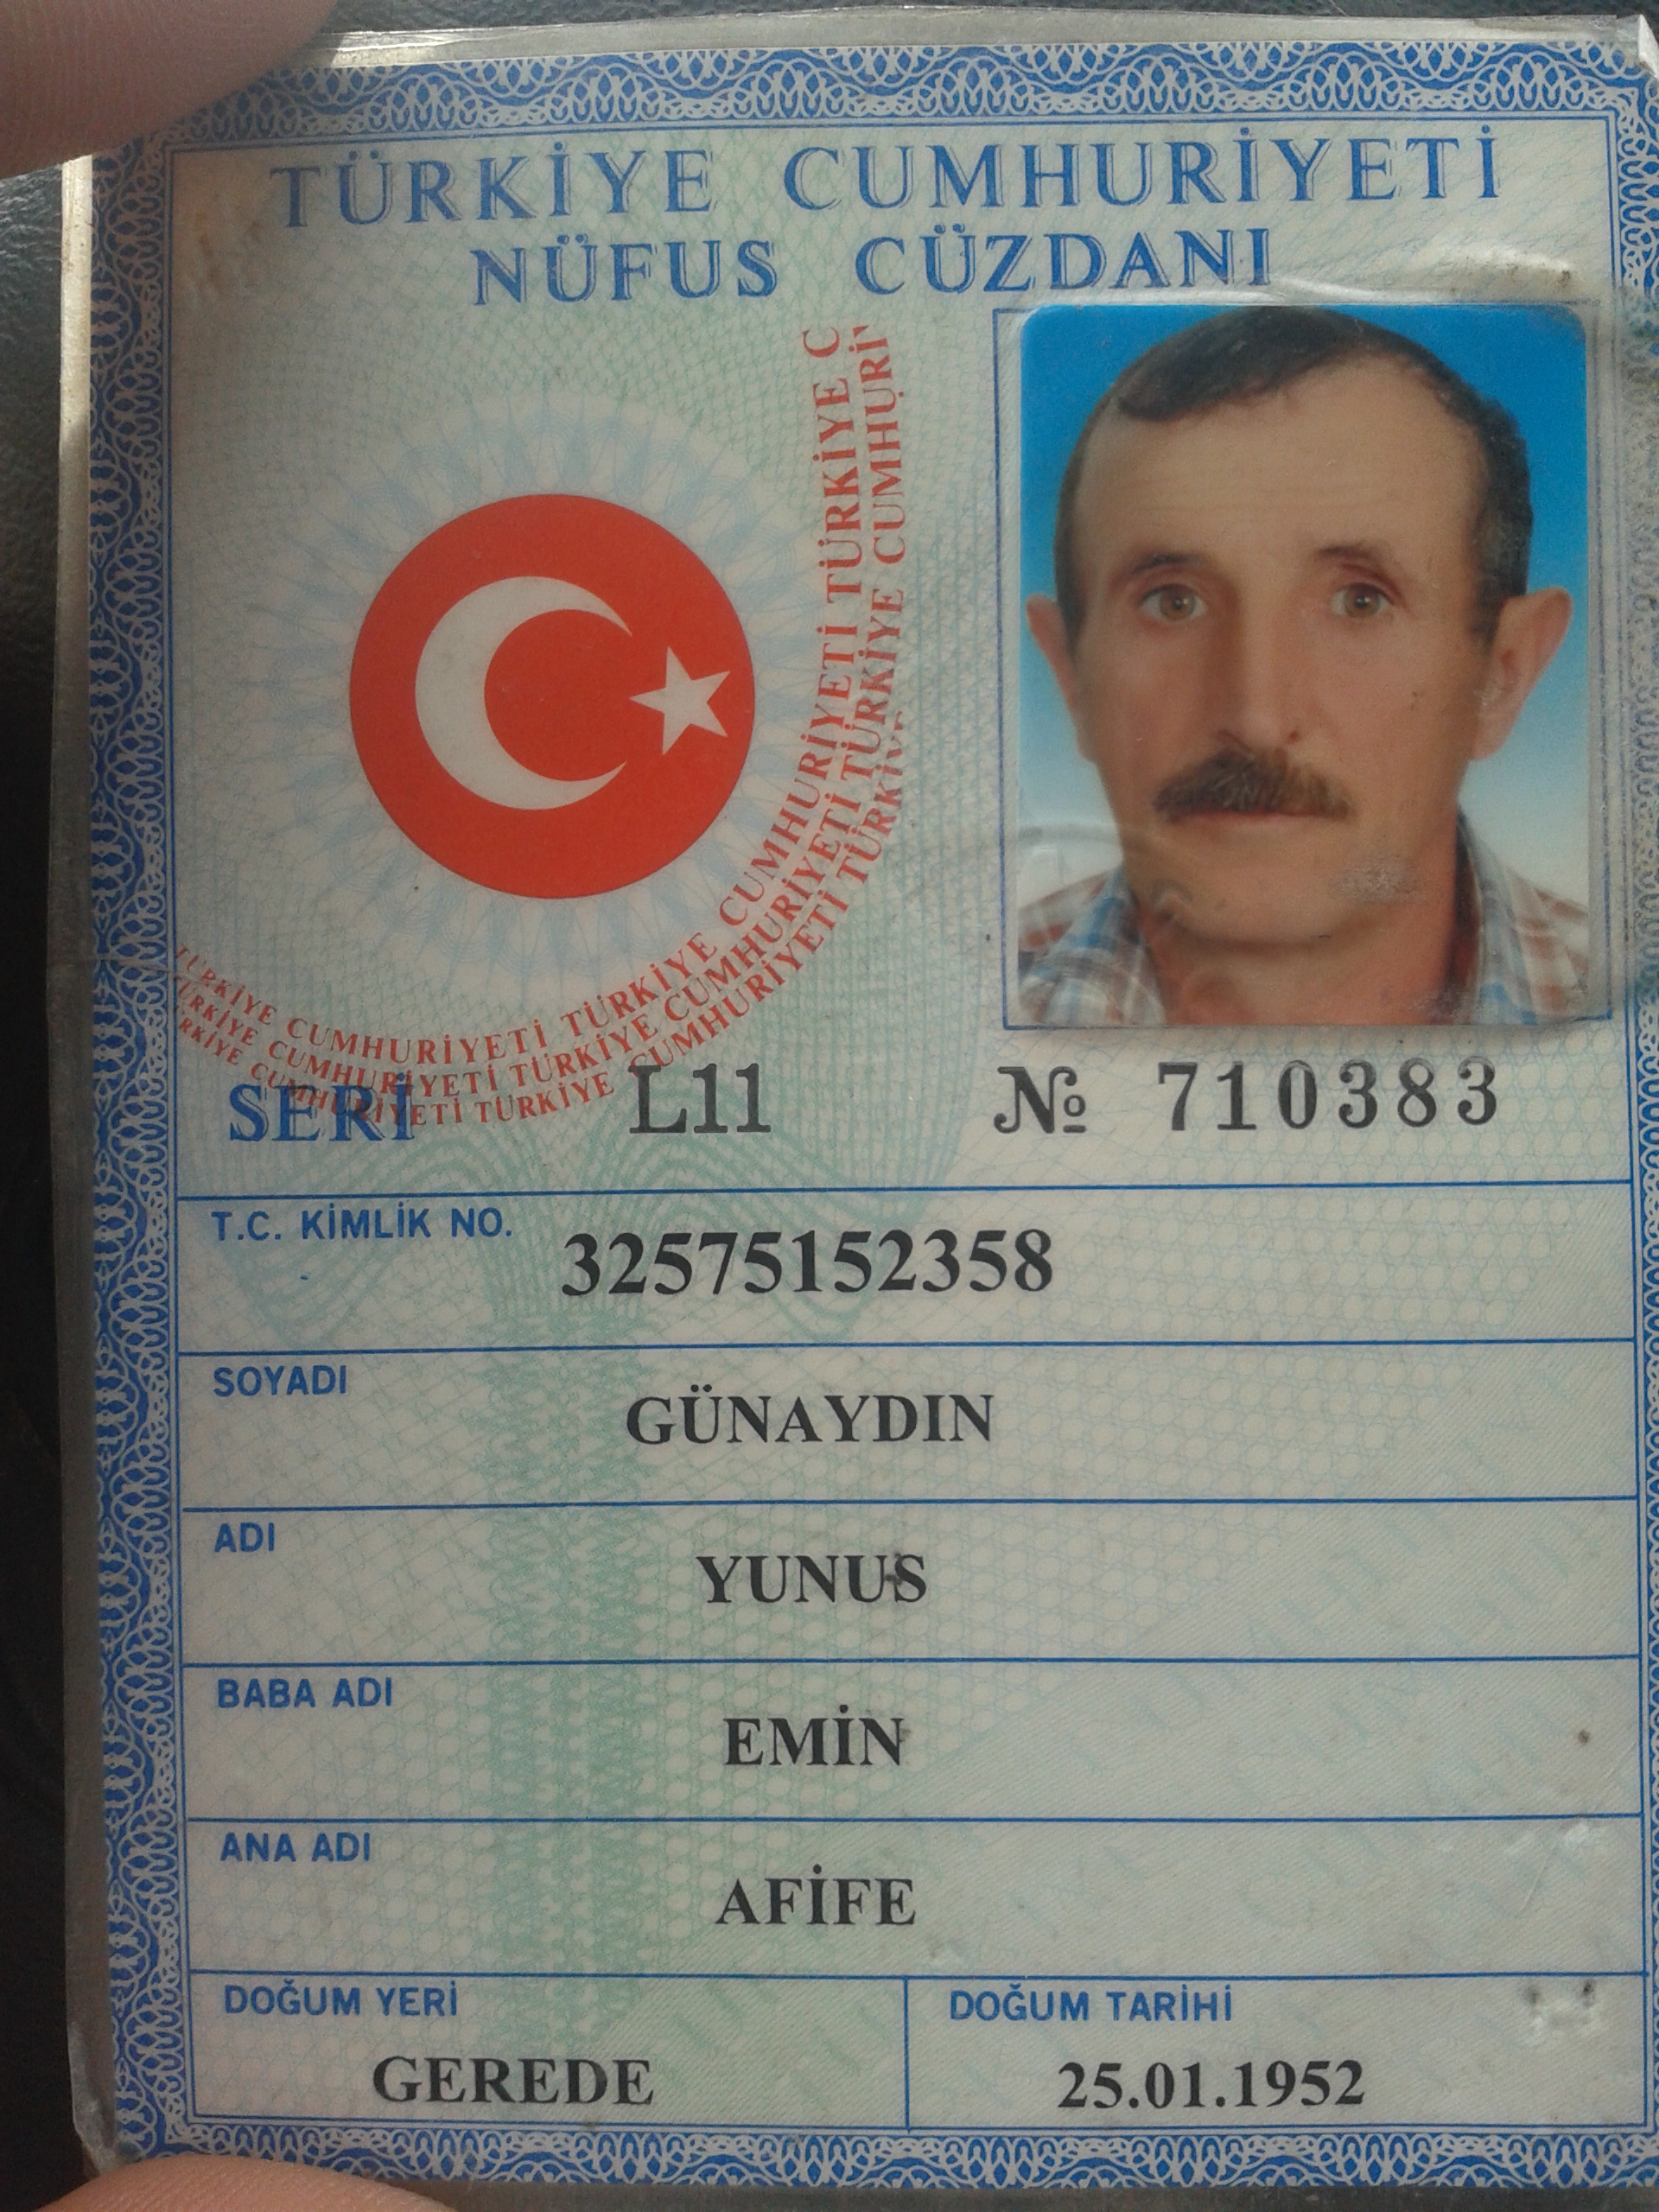 TÜRKİYE CUMHURİYETİ
NÜFUS CÜZDANI
TÜRKİYE CUMHURİYETİ TÜRKİYE CUMHURİYETİ TÜRKİYE C
TÜRKİYE CUMHURİYETİ TÜRKİYE CUMHURİYETİ TÜRKİYE CUMHURİ
TÜRKİYE CUMHURİYETİ TÜRKİYE CUMHURİYETİ TÜRKİYE
SERİ L11 № 710383
T.C. KİMLİK NO. 32575152358
SOYADI
GÜNAYDIN
ADI
YUNUS
BABA ADI
EMİN
ANA ADI
AFİFE
DOĞUM YERİ DOĞUM TARİHİ
GEREDE 25.01.1952